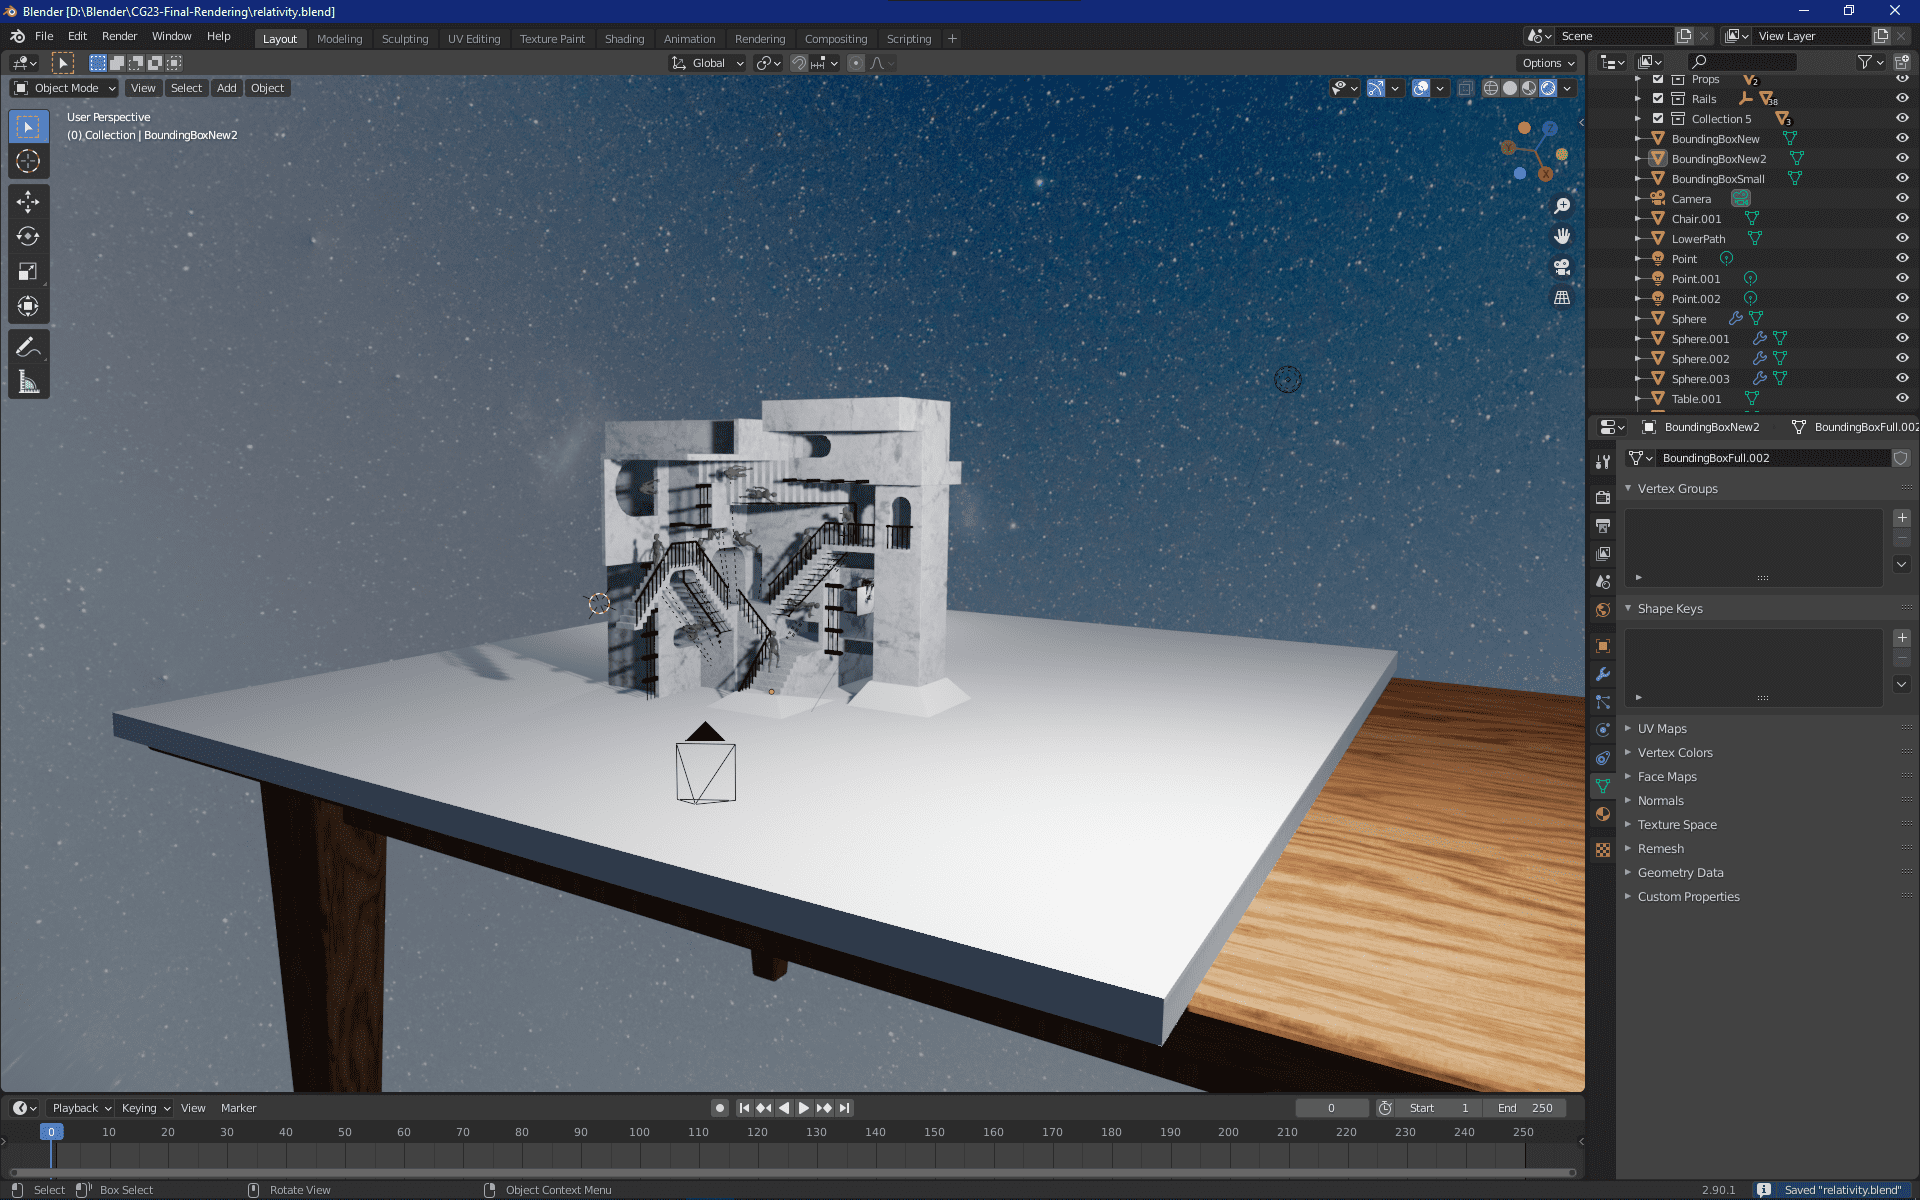 Blender [D:\Blender\CG23-Final-Rendering\relativity.blend]
File Edit Render Window Help Layout Modeling Sculpting UV Editing Texture Paint Shading Animation Rendering Compositing Scripting + Scene View Layer
Global Options
Object Mode View Select Add Object
User Perspective
(0) Collection | BoundingBoxNew2
Z
Y
X
Props 2
Rails 38
Collection 5 3
BoundingBoxNew
BoundingBoxNew2
BoundingBoxSmall
Camera
Chair.001
LowerPath
Point
Point.001
Point.002
Sphere
Sphere.001
Sphere.002
Sphere.003
Table.001
BoundingBoxNew2 BoundingBoxFull.002
BoundingBoxFull.002
Vertex Groups
Shape Keys
UV Maps
Vertex Colors
Face Maps
Normals
Texture Space
Remesh
Geometry Data
Custom Properties
Playback Keying View Marker 0 Start 1 End 250
0 10 20 30 40 50 60 70 80 90 100 110 120 130 140 150 160 170 180 190 200 210 220 230 240 250
Select Box Select Rotate View Object Context Menu 2.90.1 Saved "relativity.blend"